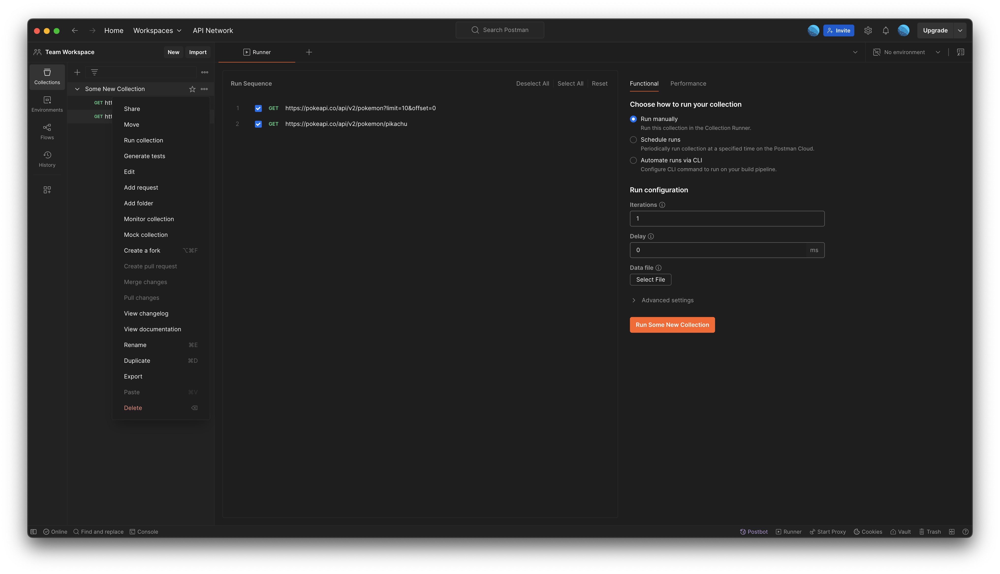 Home Workspaces API Network
Search Postman
Invite
Upgrade
Team Workspace
New Import
Runner
No environment
Collections
Environments
Flows
History
Some New Collection
GET htt
GET htt
Share
Move
Run collection
Generate tests
Edit
Add request
Add folder
Monitor collection
Mock collection
Create a fork ⌥⌘F
Create pull request
Merge changes
Pull changes
View changelog
View documentation
Rename ⌘E
Duplicate ⌘D
Export
Paste ⌘V
Delete ⌫
Run Sequence
Deselect All Select All Reset
1 GET https://pokeapi.co/api/v2/pokemon?limit=10&offset=0
2 GET https://pokeapi.co/api/v2/pokemon/pikachu
Functional Performance
Choose how to run your collection
Run manually
Run this collection in the Collection Runner.
Schedule runs
Periodically run collection at a specified time on the Postman Cloud.
Automate runs via CLI
Configure CLI command to run on your build pipeline.
Run configuration
Iterations
1
Delay
0 ms
Data file
Select File
Advanced settings
Run Some New Collection
Online Find and replace Console
Postbot Runner Start Proxy Cookies Vault Trash